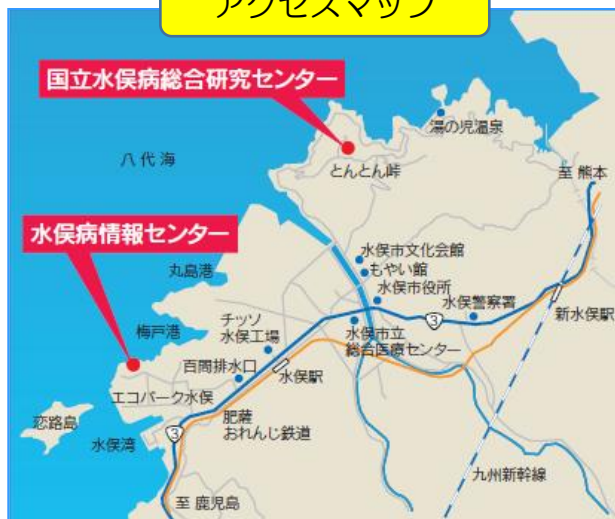 アクセスマップ
国立水俣病総合研究センター
湯の児温泉
とんとん峠
八代海
至 熊本
水俣病情報センター
水俣市文化会館
もやい館
水俣市役所
丸島港
水俣警察署
新水俣駅
3
梅戸港
チッソ
水俣工場
水俣市立
総合医療センター
百間排水口
水俣駅
エコパーク水俣
恋路島
肥薩
おれんじ鉄道
水俣湾
3
九州新幹線
至 鹿児島